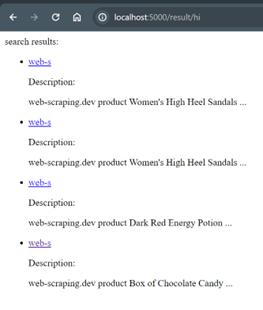 localhost:5000/result/hi
search results:
web-s
Description:
web-scraping.dev product Women's High Heel Sandals ...
web-s
Description:
web-scraping.dev product Women's High Heel Sandals ...
web-s
Description:
web-scraping.dev product Dark Red Energy Potion ...
web-s
Description:
web-scraping.dev product Box of Chocolate Candy ...